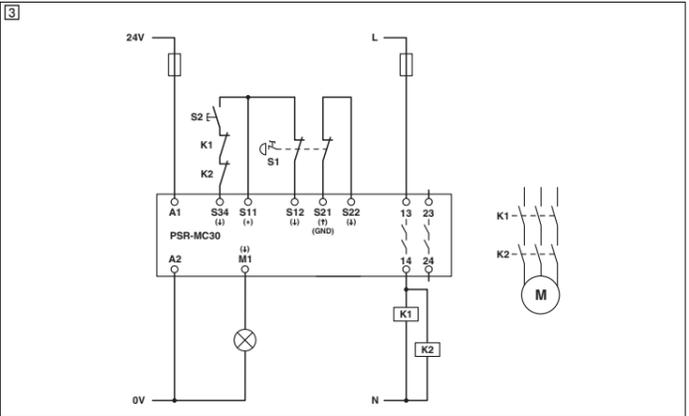 3
24V
L
S2
K1
K2
S1
A1 S34 S11 S12 S21 S22 13 23
(↓) (+) (↓) (↑) (↓)
(GND)
PSR-MC30
(↓)
A2 M1 14 24
K1
K2
K1
K2
M
0V
N